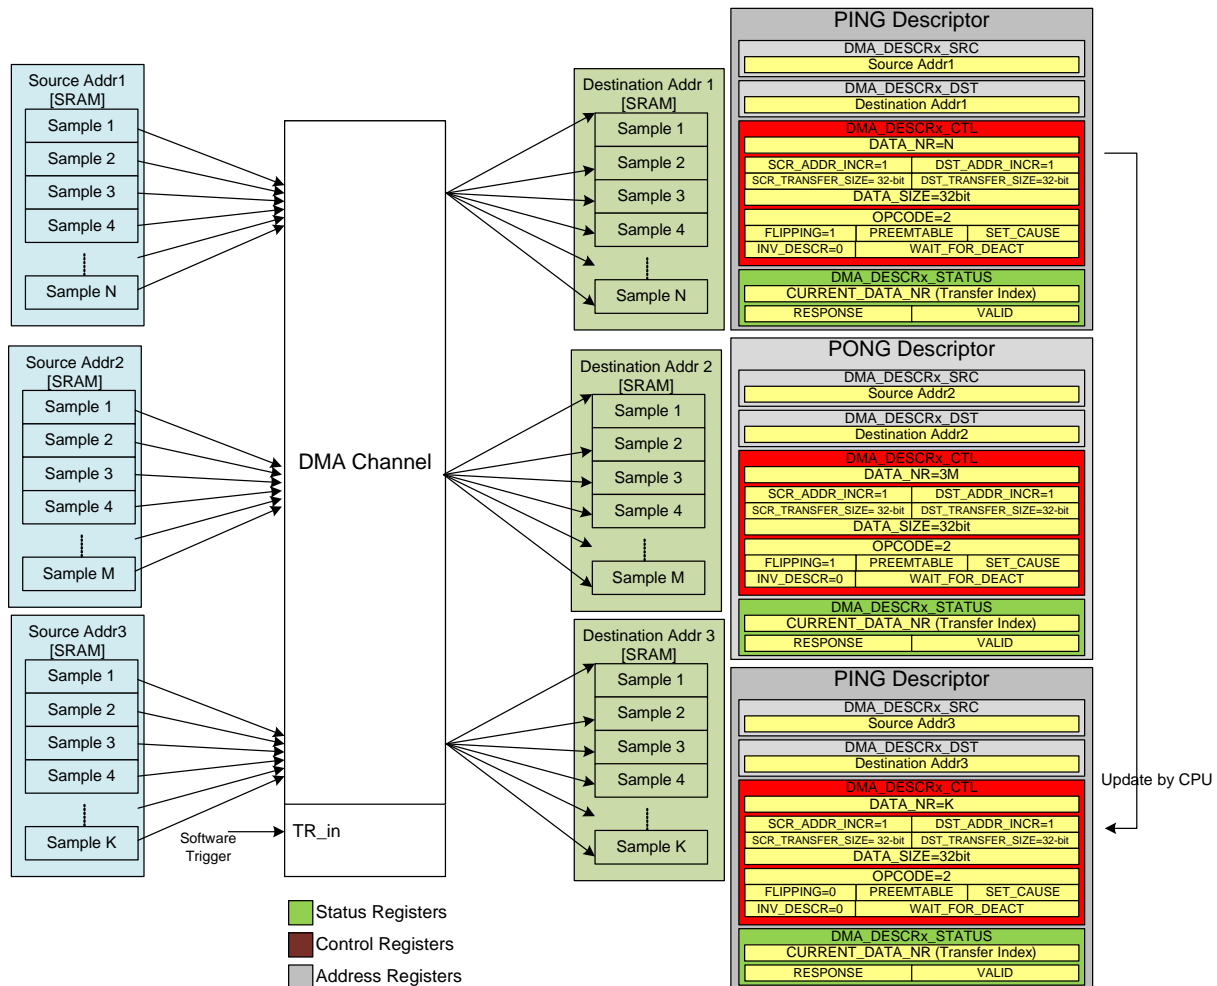 Source Addr1
[SRAM]
Sample 1
Sample 2
Sample 3
Sample 4
Sample N
Source Addr2
[SRAM]
Sample 1
Sample 2
Sample 3
Sample 4
Sample M
Source Addr3
Sample 1
Sample 2
Sample 3
Sample 4
Sample K
Software
Trigger
DMA Channel
TR_in
Destination Addr 1
[SRAM]
Sample 1
Sample 2
Sample 3
Sample 4
Sample N
Destination Addr 2
[SRAM]
Sample 1
Sample 2
Sample 3
Sample 4
Sample M
Destination Addr 3
[SRAM]
Sample 1
Sample 2
Sample 3
Sample 4
Sample K
PING Descriptor
DMA_DESCRx_SRC
Source Addr1
DMA_DESCRx_DST
Destination Addr1
DMA_DESCRx_CTL
DATA_NR=N
SCR_ADDR_INCR=1 DST_ADDR_INCR=1
SCR_TRANSFER_SIZE= 32-bit DST_TRANSFER_SIZE=32-bit
DATA_SIZE=32bit
OPCODE=2
FLIPPING=1 PREEMTABLE SET_CAUSE
INV_DESCR=0 WAIT_FOR_DEACT
DMA_DESCRx_STATUS
CURRENT_DATA_NR (Transfer Index)
RESPONSE VALID
PONG Descriptor
DMA_DESCRx_SRC
Source Addr2
DMA_DESCRx_DST
Destination Addr2
DMA_DESCRx_CTL
DATA_NR=3M
SCR_ADDR_INCR=1 DST_ADDR_INCR=1
SCR_TRANSFER_SIZE= 32-bit DST_TRANSFER_SIZE=32-bit
DATA_SIZE=32bit
OPCODE=2
FLIPPING=1 PREEMTABLE SET_CAUSE
INV_DESCR=0 WAIT_FOR_DEACT
DMA_DESCRx_STATUS
CURRENT_DATA_NR (Transfer Index)
RESPONSE VALID
PING Descriptor
DMA_DESCRx_SRC
Source Addr3
DMA_DESCRx_DST
Destination Addr3
DMA_DESCRx_CTL
DATA_NR=K
SCR_ADDR_INCR=1 DST_ADDR_INCR=1
SCR_TRANSFER_SIZE= 32-bit DST_TRANSFER_SIZE=32-bit
DATA_SIZE=32bit
OPCODE=2
FLIPPING=0 PREEMTABLE SET_CAUSE
INV_DESCR=0 WAIT_FOR_DEACT
DMA_DESCRx_STATUS
CURRENT_DATA_NR (Transfer Index)
RESPONSE VALID
Update by CPU
Status Registers
Control Registers
Address Registers